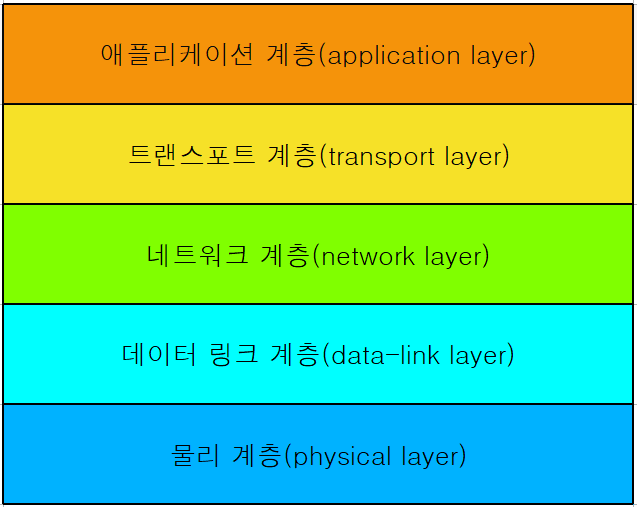 애플리케이션 계층(application layer)
트랜스포트 계층(transport layer)
네트워크 계층(network layer)
데이터 링크 계층(data-link layer)
물리 계층(physical layer)